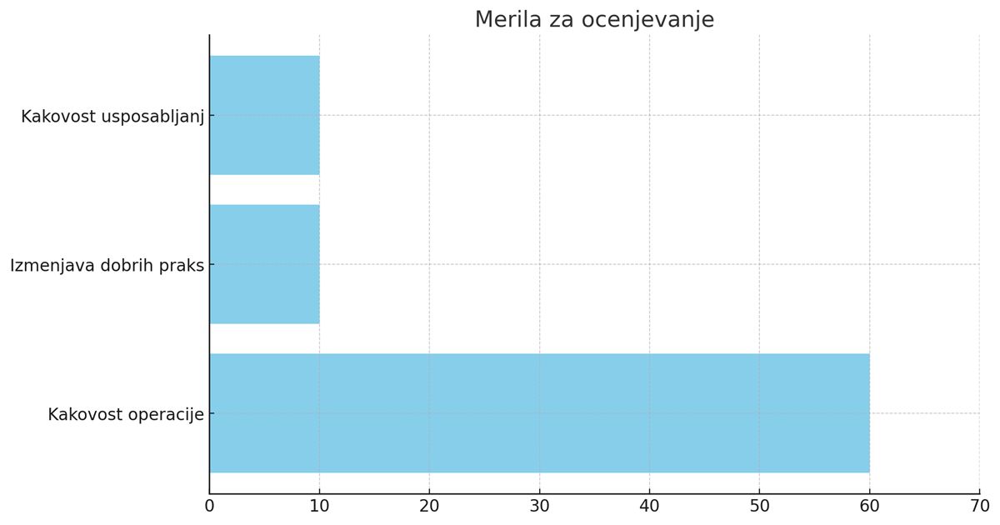 Merila za ocenjevanje
Kakovost usposabljanj
Izmenjava dobrih praks
Kakovost operacije
0 10 20 30 40 50 60 70